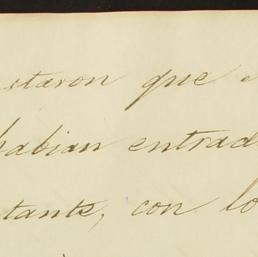 staron que
habian entrad
tante, con lo